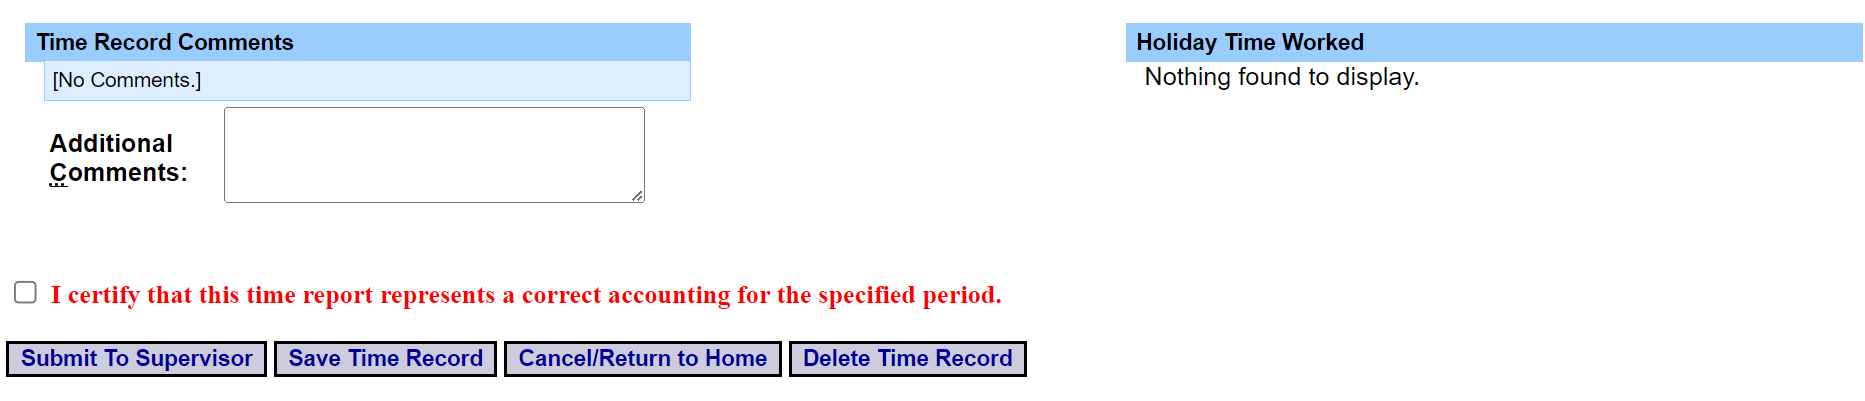 Time Record Comments
[No Comments.]
Additional
Comments:
Holiday Time Worked
Nothing found to display.
I certify that this time report represents a correct accounting for the specified period.
Submit To Supervisor
Save Time Record
Cancel/Return to Home
Delete Time Record